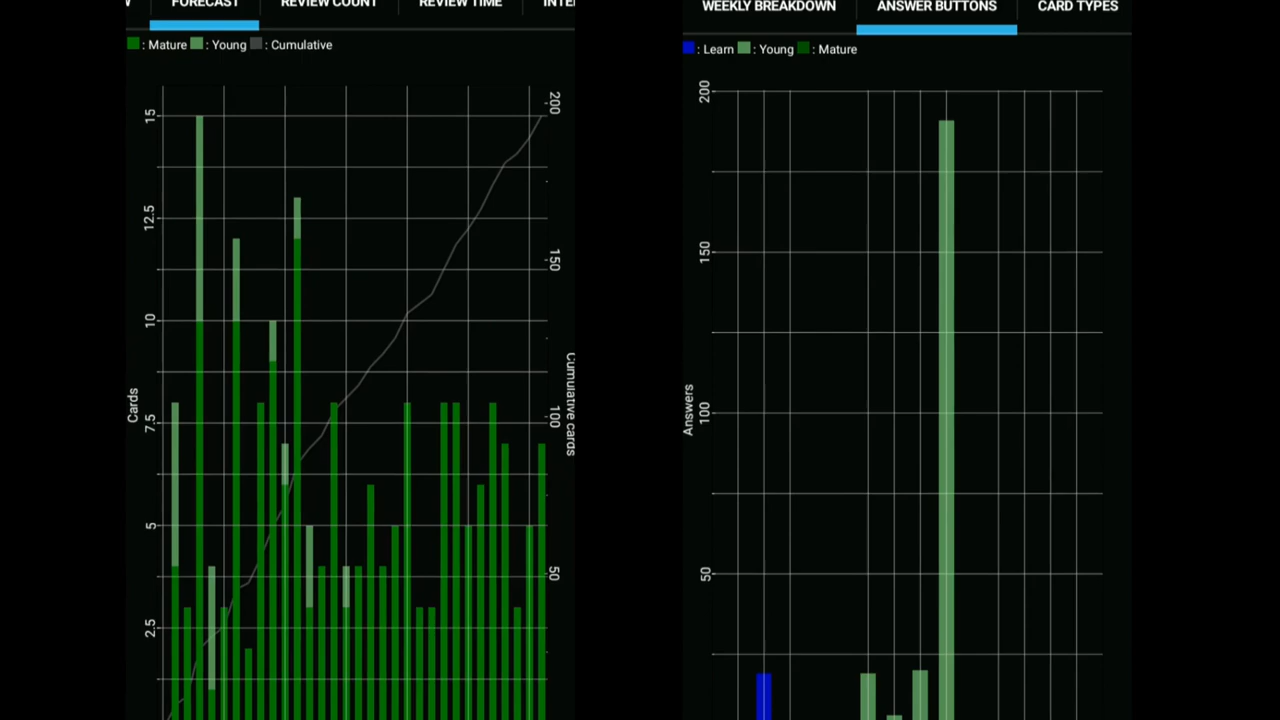 FORECAST
REVIEW COUNT
REVIEW TIME
: Mature : Young : Cumulative
15
12.5
10
7.5
5
2.5
Cards
200
150
100
50
Cumulative cards
WEEKLY BREAKDOWN
ANSWER BUTTONS
CARD TYPES
: Learn : Young : Mature
200
150
100
50
Answers